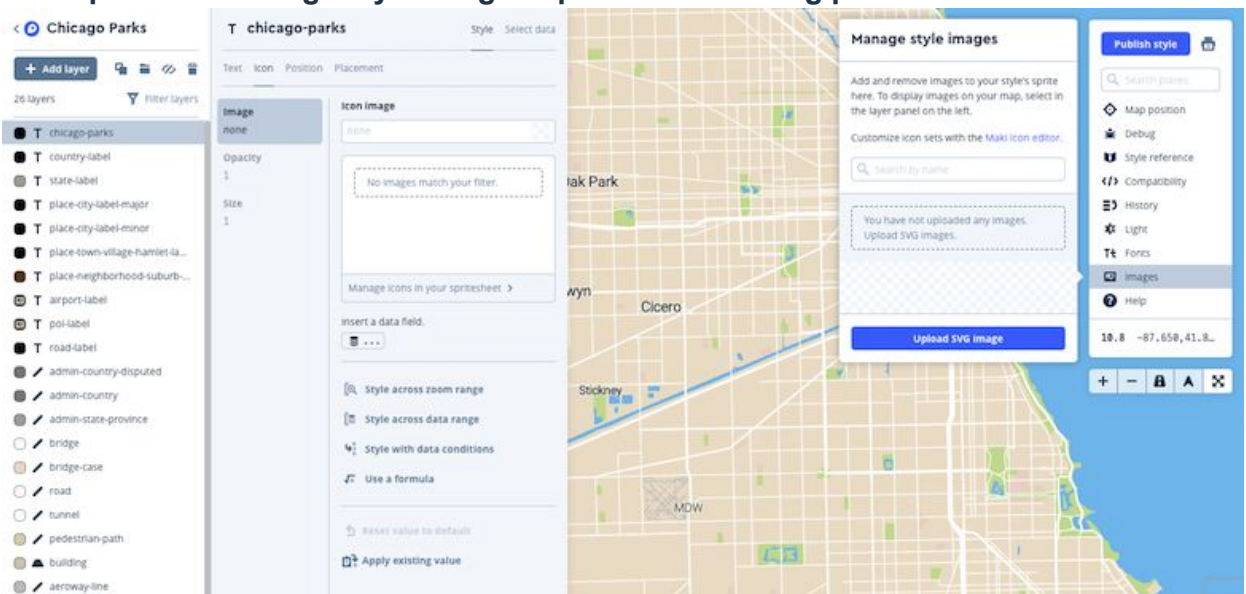 Chicago Parks
+ Add layer
26 layers
Filter layers
T chicago-parks
T country-label
T state-label
T place-city-label-major
T place-city-label-minor
T place-town-village-hamlet-la...
T place-neighborhood-suburb-...
T airport-label
T poi-label
T road-label
admin-country-disputed
admin-country
admin-state-province
bridge
bridge-case
road
tunnel
pedestrian-path
building
aeroway-line
T chicago-parks
Style Select data
Text Icon Position Placement
Image
none
Opacity
1
Size
1
Icon image
none
No images match your filter.
Manage icons in your spritesheet >
Insert a data field.
...
Style across zoom range
Style across data range
Style with data conditions
Use a formula
Reset value to default
Apply existing value
Oak Park
Cicero
Stickney
MDW
Manage style images
Add and remove images to your style's sprite
here. To display images on your map, select in
the layer panel on the left.
Customize icon sets with the Maki icon editor.
Search by name
You have not uploaded any images.
Upload SVG images.
Upload SVG image
Publish style
Search places
Map position
Debug
Style reference
</> Compatibility
History
Light
Tt Fonts
Images
? Help
10.8 -87.650,41.8...
+ −